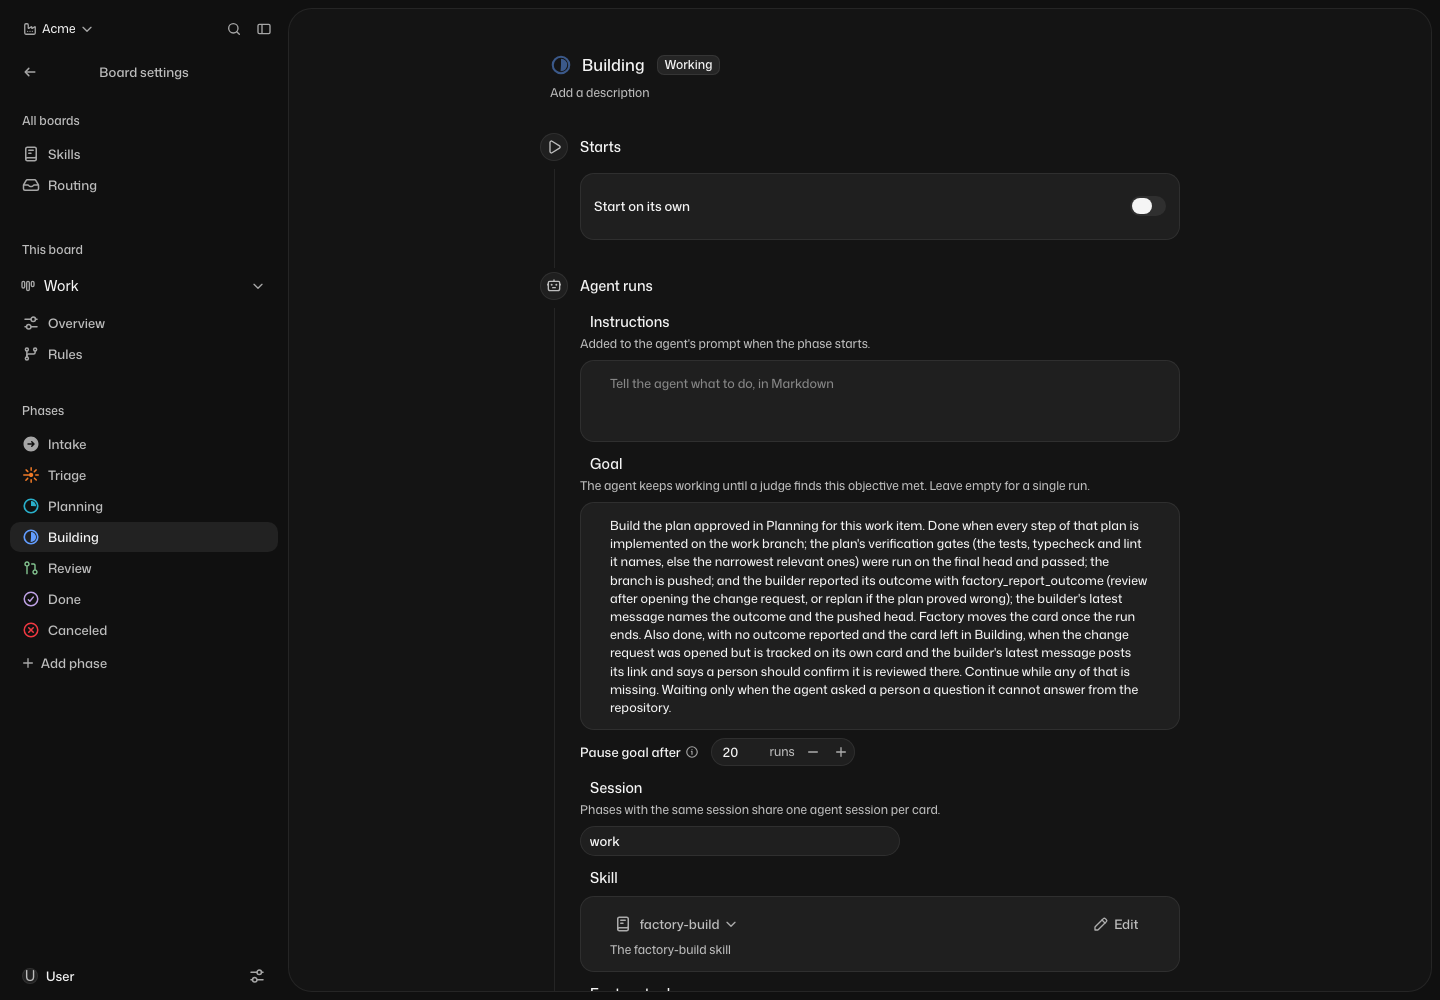 Acme
Board settings
All boards
Skills
Routing
This board
Work
Overview
Rules
Phases
Intake
Triage
Planning
Building
Review
Done
Canceled
Add phase
U User
Building Working
Add a description
Starts
Start on its own
Agent runs
Instructions
Added to the agent's prompt when the phase starts.
Tell the agent what to do, in Markdown
Goal
The agent keeps working until a judge finds this objective met. Leave empty for a single run.
Build the plan approved in Planning for this work item. Done when every step of that plan is
implemented on the work branch; the plan's verification gates (the tests, typecheck and lint
it names, else the narrowest relevant ones) were run on the final head and passed; the
branch is pushed; and the builder reported its outcome with factory_report_outcome (review
after opening the change request, or replan if the plan proved wrong); the builder's latest
message names the outcome and the pushed head. Factory moves the card once the run
ends. Also done, with no outcome reported and the card left in Building, when the change
request was opened but is tracked on its own card and the builder's latest message posts
its link and says a person should confirm it is reviewed there. Continue while any of that is
missing. Waiting only when the agent asked a person a question it cannot answer from the
repository.
Pause goal after 20 runs
Session
Phases with the same session share one agent session per card.
work
Skill
factory-build Edit
The factory-build skill